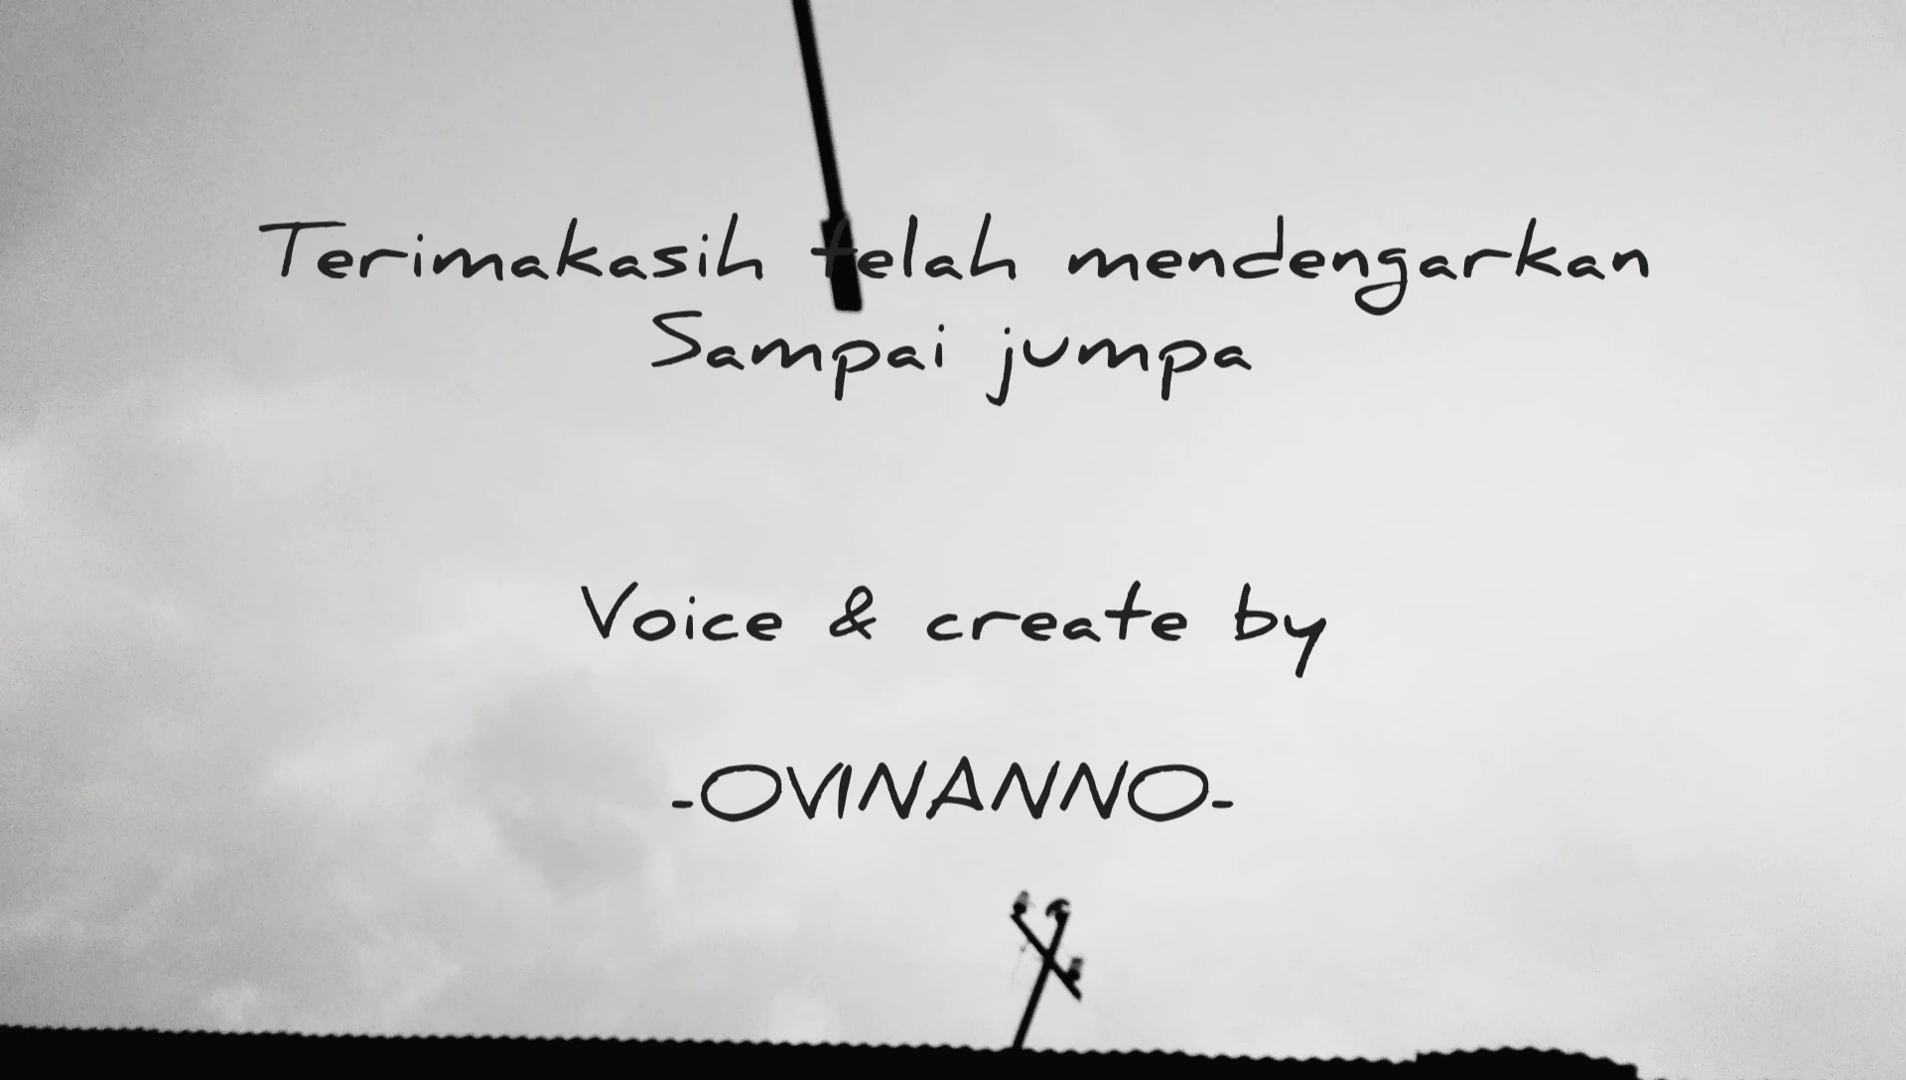 Terimakasih telah mendengarkan
Sampai jumpa
Voice & create by
-OVINANNO-